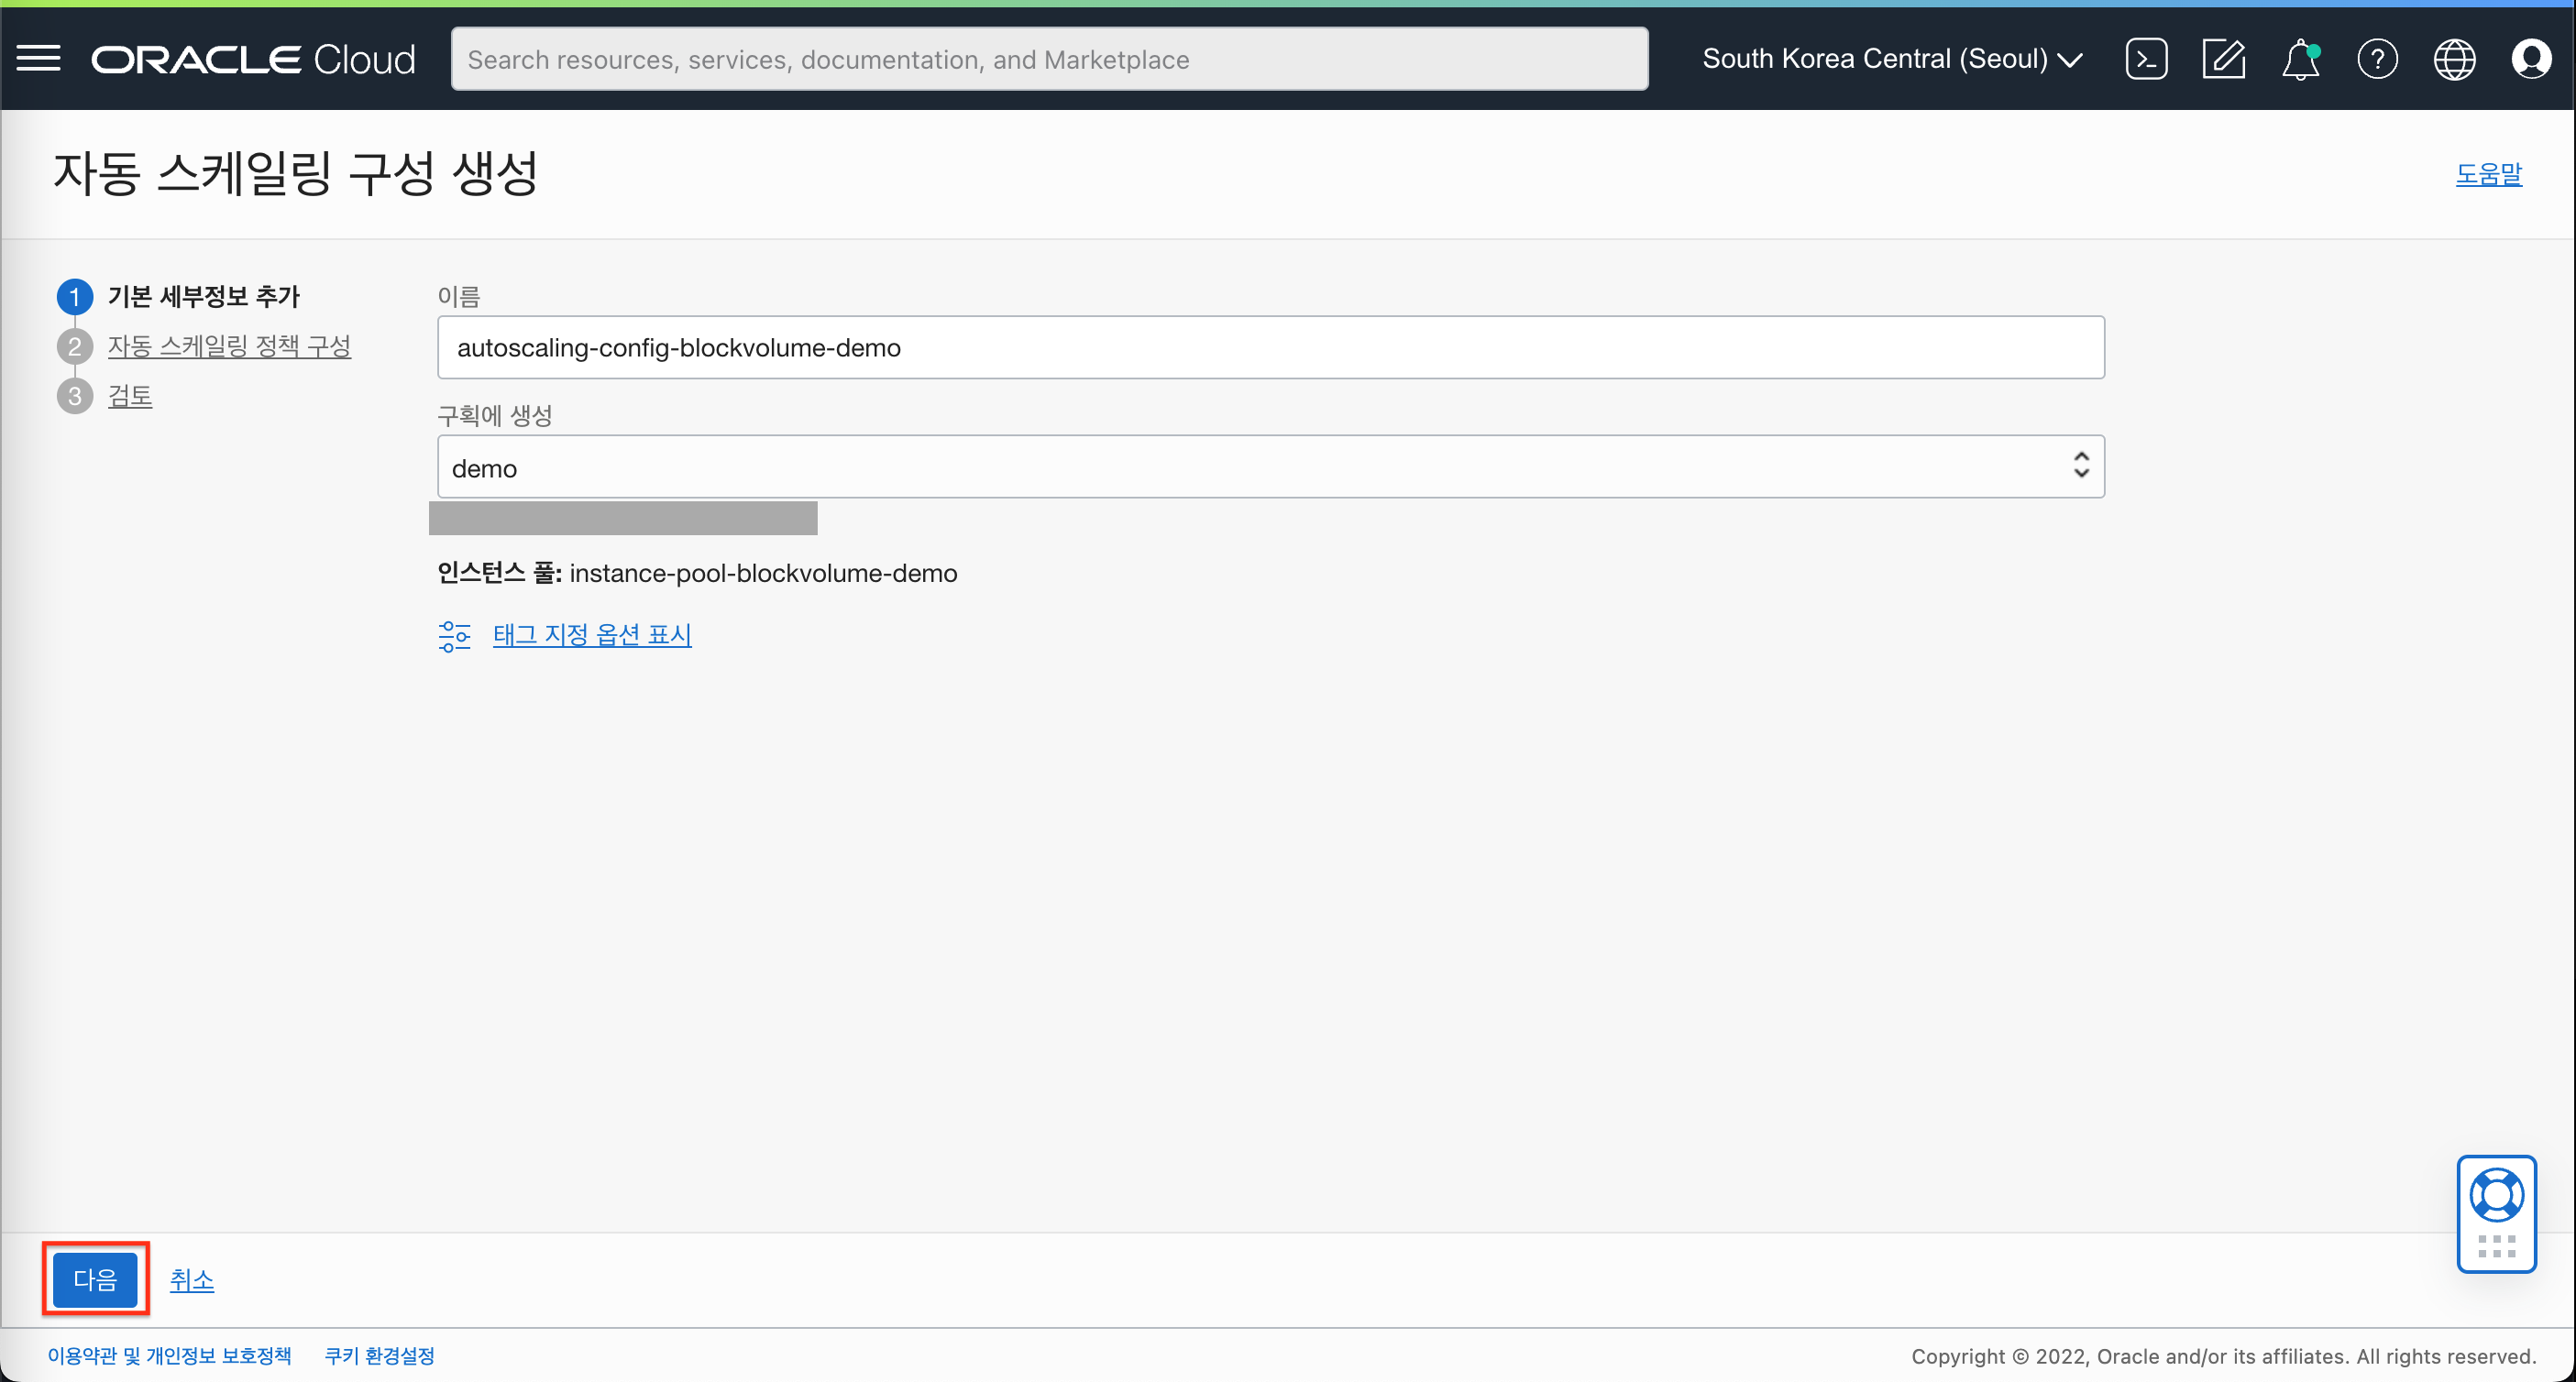 ORACLE Cloud
Search resources, services, documentation, and Marketplace
South Korea Central (Seoul)
자동 스케일링 구성 생성
도움말
1 기본 세부정보 추가
2 자동 스케일링 정책 구성
3 검토
이름
autoscaling-config-blockvolume-demo
구획에 생성
demo
인스턴스 풀: instance-pool-blockvolume-demo
태그 지정 옵션 표시
다음 취소
이용약관 및 개인정보 보호정책 쿠키 환경설정
Copyright © 2022, Oracle and/or its affiliates. All rights reserved.